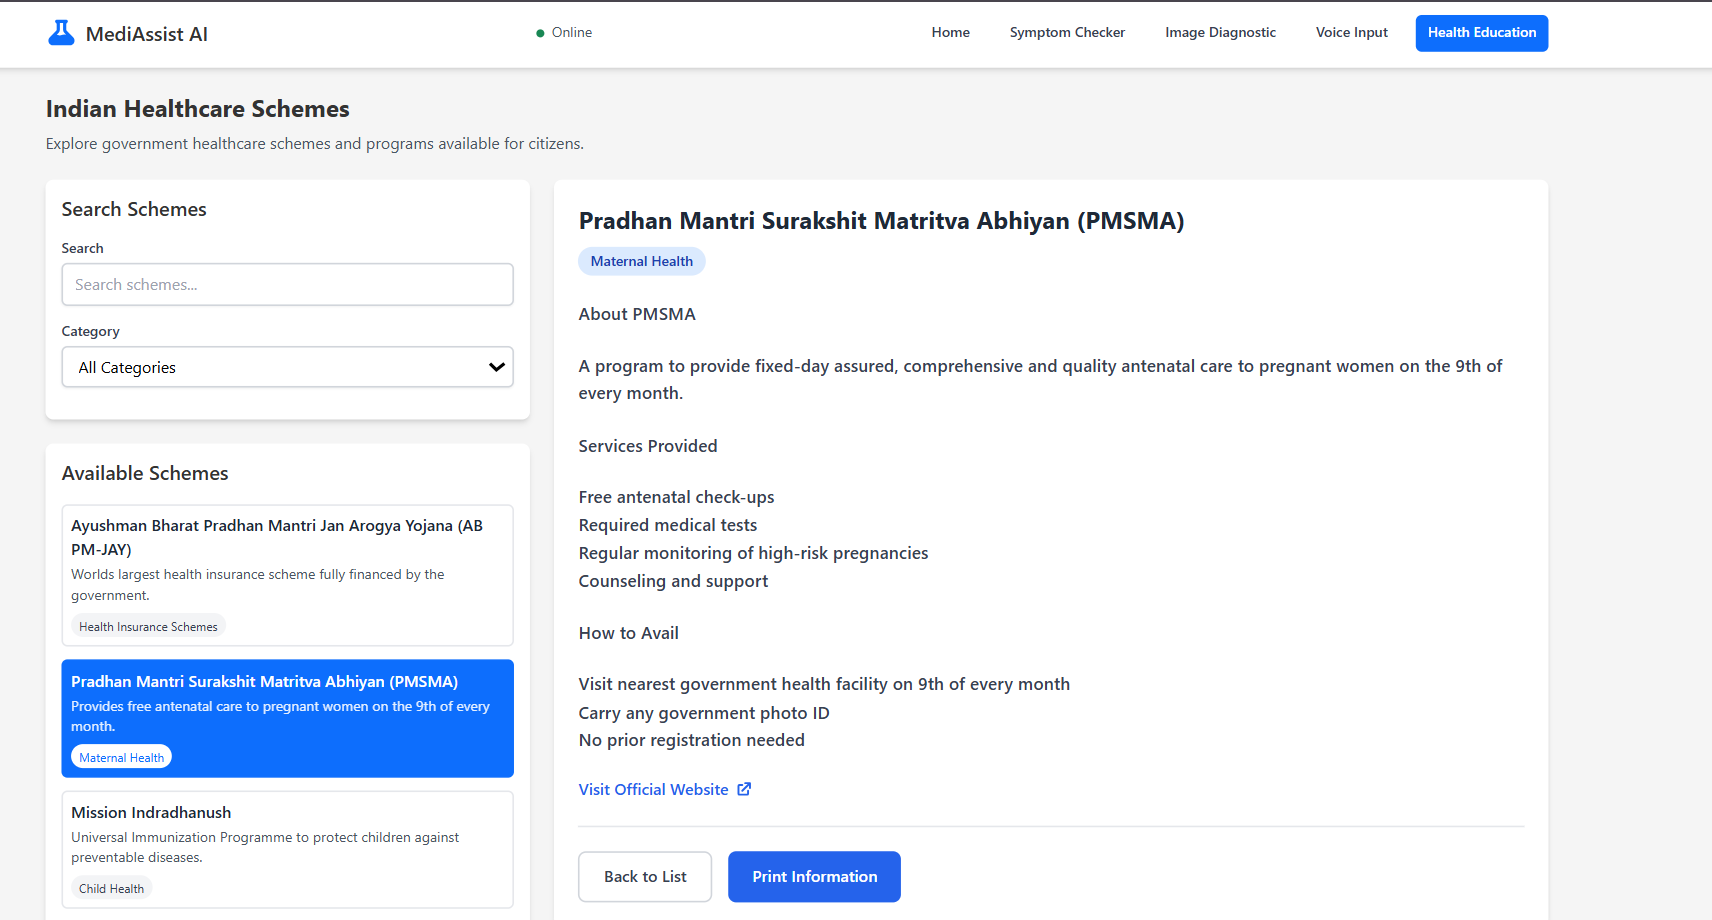 MediAssist AI
Online
Home
Symptom Checker
Image Diagnostic
Voice Input
Health Education
Indian Healthcare Schemes
Explore government healthcare schemes and programs available for citizens.
Search Schemes
Search
Search schemes...
Category
All Categories
Available Schemes
Ayushman Bharat Pradhan Mantri Jan Arogya Yojana (AB
PM-JAY)
Worlds largest health insurance scheme fully financed by the
government.
Health Insurance Schemes
Pradhan Mantri Surakshit Matritva Abhiyan (PMSMA)
Provides free antenatal care to pregnant women on the 9th of every
month.
Maternal Health
Mission Indradhanush
Universal Immunization Programme to protect children against
preventable diseases.
Child Health
Pradhan Mantri Surakshit Matritva Abhiyan (PMSMA)
Maternal Health
About PMSMA
A program to provide fixed-day assured, comprehensive and quality antenatal care to pregnant women on the 9th of
every month.
Services Provided
Free antenatal check-ups
Required medical tests
Regular monitoring of high-risk pregnancies
Counseling and support
How to Avail
Visit nearest government health facility on 9th of every month
Carry any government photo ID
No prior registration needed
Visit Official Website
Back to List
Print Information